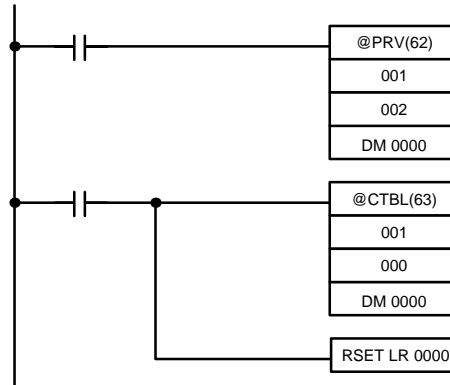 @PRV(62)
001
002
DM 0000
@CTBL(63)
001
000
DM 0000
RSET LR 0000